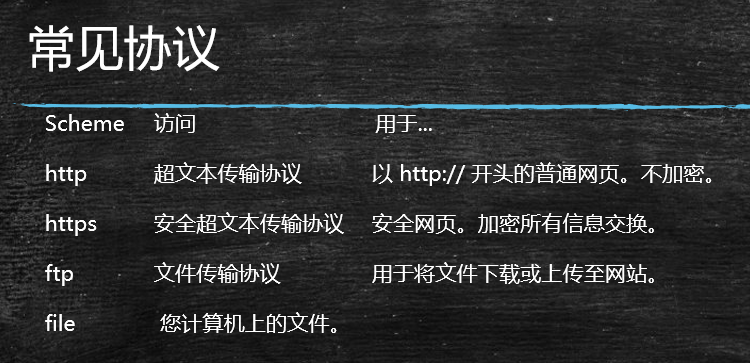 常见协议
Scheme 访问 用于...
http 超文本传输协议 以 http:// 开头的普通网页。不加密。
https 安全超文本传输协议 安全网页。加密所有信息交换。
ftp 文件传输协议 用于将文件下载或上传至网站。
file 您计算机上的文件。